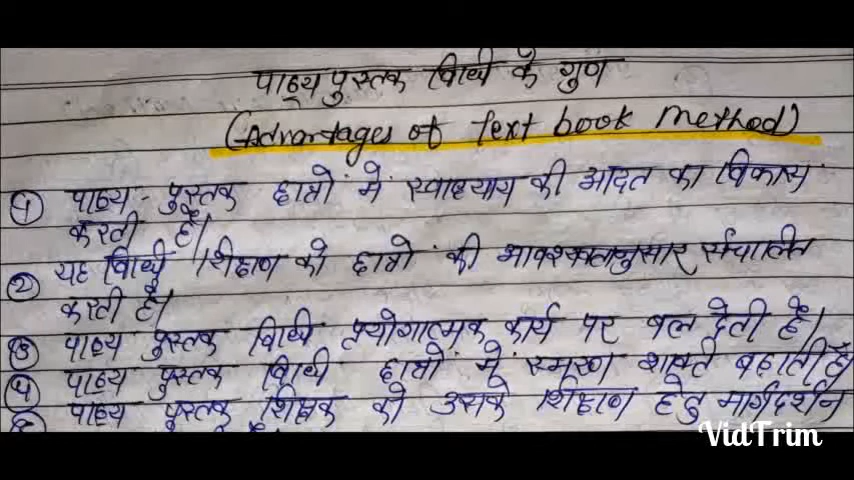 पाठ्य पुस्तक विधि के गुण
(Advantages of Text book Method)
① पाठ्य - पुस्तक छात्रों में स्वाध्याय की आदत का विकास
करती है।
② यह विधि शिक्षण को छात्रों की आवश्यकतानुसार संचालित
करती है।
③ पाठ्य पुस्तक विधि प्रयोगात्मक कार्य पर बल देती है।
④ पाठ्य पुस्तक विधि छात्रों में स्मरण शक्ति बढ़ाती है
पाठ्य पुस्तक शिक्षक को उसके शिक्षण हेतु मार्गदर्शन
VidTrim